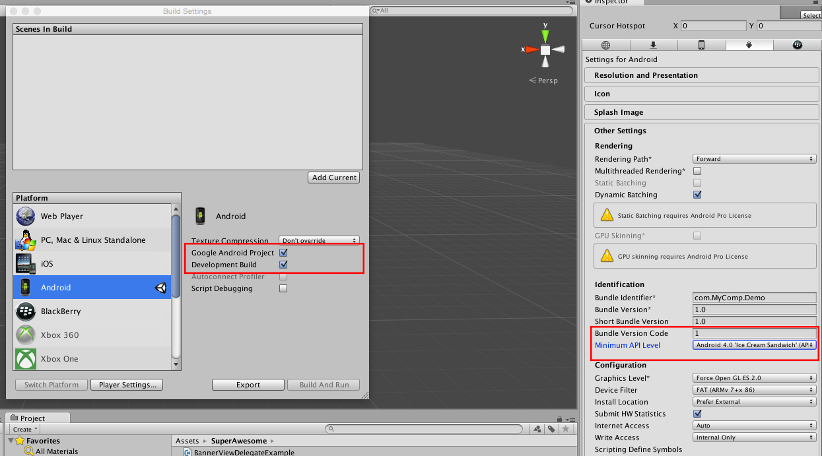 Build Settings
Scenes In Build
Add Current
Platform
Web Player
PC, Mac & Linux Standalone
iOS
Android
BlackBerry
Xbox 360
Xbox One
Android
Texture Compression Don't override
Google Android Project
Development Build
Autoconnect Profiler
Script Debugging
Switch Platform
Player Settings...
Export
Build And Run
All
y
x
Persp
Project
Create
Favorites
All Materials
Assets SuperAwesome
BannerViewDelegateExample
Inspector
Select
Cursor Hotspot X 0 Y 0
Settings for Android
Resolution and Presentation
Icon
Splash Image
Other Settings
Rendering
Rendering Path* Forward
Multithreaded Rendering*
Static Batching
Dynamic Batching
Static Batching requires Android Pro License
GPU Skinning*
GPU skinning requires Android Pro License
Identification
Bundle Identifier* com.MyComp.Demo
Bundle Version* 1.0
Short Bundle Version 1.0
Bundle Version Code 1
Minimum API Level Android 4.0 'Ice Cream Sandwich' (API
Configuration
Graphics Level* Force Open GL ES 2.0
Device Filter FAT (ARMv7+x86)
Install Location Prefer External
Submit HW Statistics
Internet Access Auto
Write Access Internal Only
Scripting Define Symbols